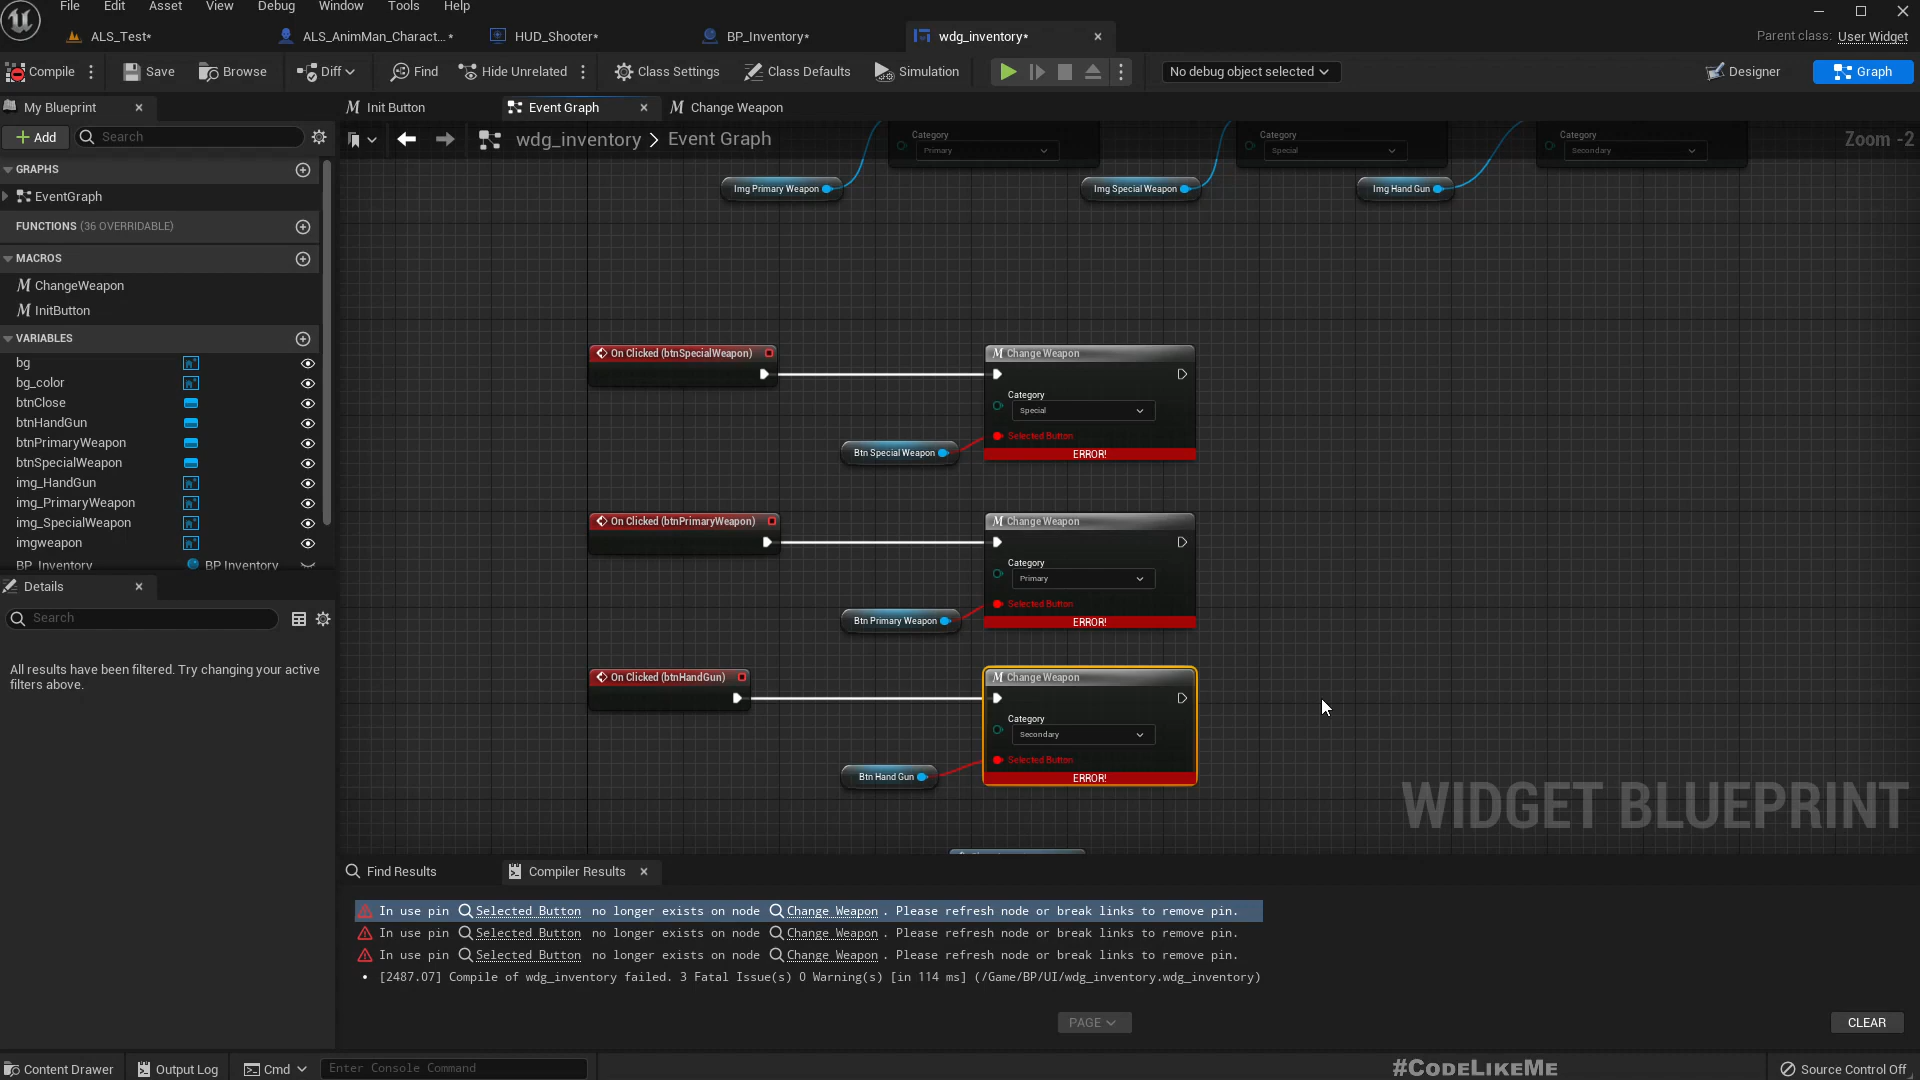 File Edit Asset View Debug Window Tools Help
ALS_Test* ALS_AnimMan_Charact...* HUD_Shooter* BP_Inventory* wdg_inventory* Parent class: User Widget
Compile Save Browse Diff Find Hide Unrelated Class Settings Class Defaults Simulation No debug object selected Designer Graph
My Blueprint Init Button Event Graph Change Weapon
Add Search wdg_inventory > Event Graph Zoom -2
Category Category Category
Primary Special Secondary
GRAPHS
EventGraph
Img Primary Weapon Img Special Weapon Img Hand Gun
FUNCTIONS (36 OVERRIDABLE)
MACROS
ChangeWeapon
InitButton
VARIABLES
bg
bg_color
btnClose
btnHandGun
btnPrimaryWeapon
btnSpecialWeapon
img_HandGun
img_PrimaryWeapon
img_SpecialWeapon
imgweapon
BP_Inventory BP Inventory
Details
Search
All results have been filtered. Try changing your active
filters above.
On Clicked (btnSpecialWeapon) Change Weapon
Category
Special
Selected Button
Btn Special Weapon
ERROR!
On Clicked (btnPrimaryWeapon) Change Weapon
Category
Primary
Selected Button
Btn Primary Weapon
ERROR!
On Clicked (btnHandGun) Change Weapon
Category
Secondary
Selected Button
Btn Hand Gun
ERROR!
WIDGET BLUEPRINT
Find Results Compiler Results
In use pin Selected Button no longer exists on node Change Weapon . Please refresh node or break links to remove pin.
In use pin Selected Button no longer exists on node Change Weapon . Please refresh node or break links to remove pin.
In use pin Selected Button no longer exists on node Change Weapon . Please refresh node or break links to remove pin.
• [2487.07] Compile of wdg_inventory failed. 3 Fatal Issue(s) 0 Warning(s) [in 114 ms] (/Game/BP/UI/wdg_inventory.wdg_inventory)
PAGE CLEAR
Content Drawer Output Log Cmd Enter Console Command #CodeLikeMe Source Control Off